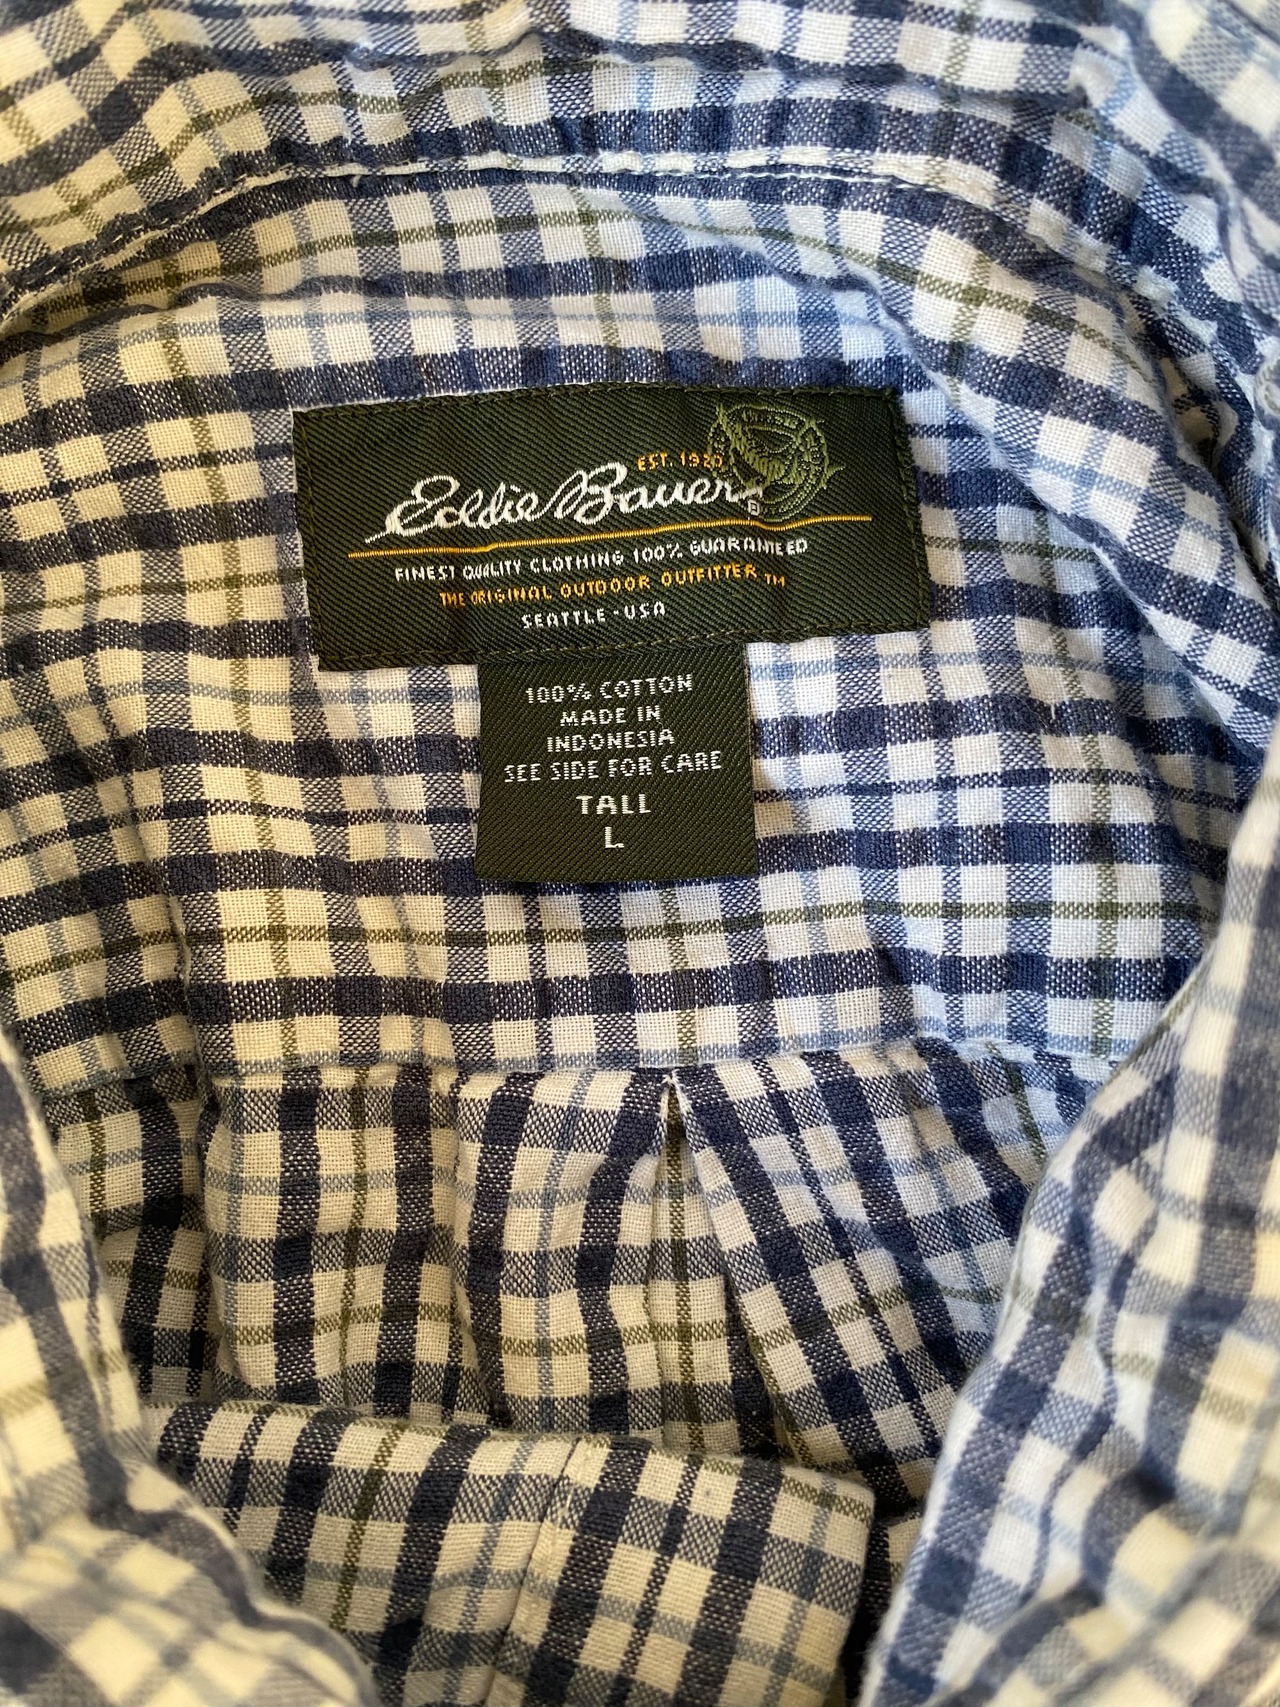 EST. 1920
Eddie Bauer
FINEST QUALITY CLOTHING 100% GUARANTEED
THE ORIGINAL OUTDOOR OUTFITTER TM
SEATTLE · USA
100% COTTON
MADE IN
INDONESIA
SEE SIDE FOR CARE
TALL
L